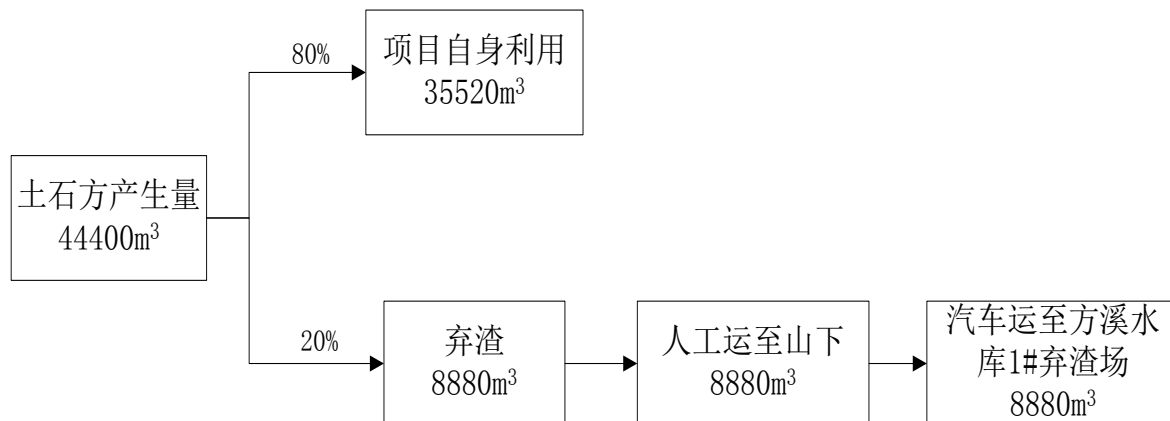 80%
项目自身利用
35520m³
土石方产生量
44400m³
20%
弃渣
8880m³
人工运至山下
8880m³
汽车运至方溪水
库1#弃渣场
8880m³